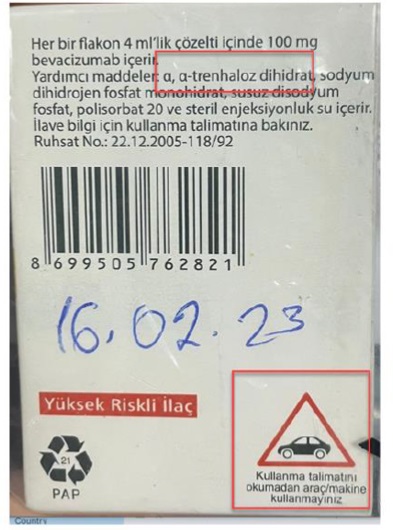 Her bir flakon 4 ml'lik çözelti içinde 100 mg
bevacizumab içerir.
Yardımcı maddeler: α, α-trenhaloz dihidrat, sodyum
dihidrojen fosfat monohidrat, susuz disodyum
fosfat, polisorbat 20 ve steril enjeksiyonluk su içerir.
İlave bilgi için kullanma talimatına bakınız.
Ruhsat No.: 22.12.2005-118/92
8 699505 762821
16.02.23
Yüksek Riskli İlaç
21
PAP
Kullanma talimatını
okumadan araç/makine
kullanmayınız
Country